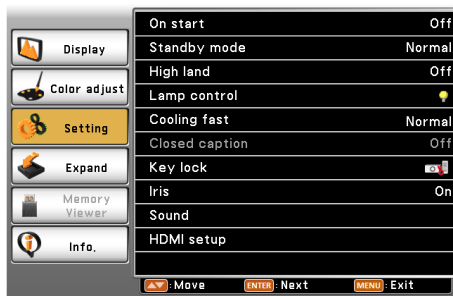 Display
Color adjust
Setting
Expand
Memory
Viewer
Info.
On start Off
Standby mode Normal
High land Off
Lamp control
Cooling fast Normal
Closed caption Off
Key lock
Iris On
Sound
HDMI setup
:Move ENTER :Next MENU :Exit